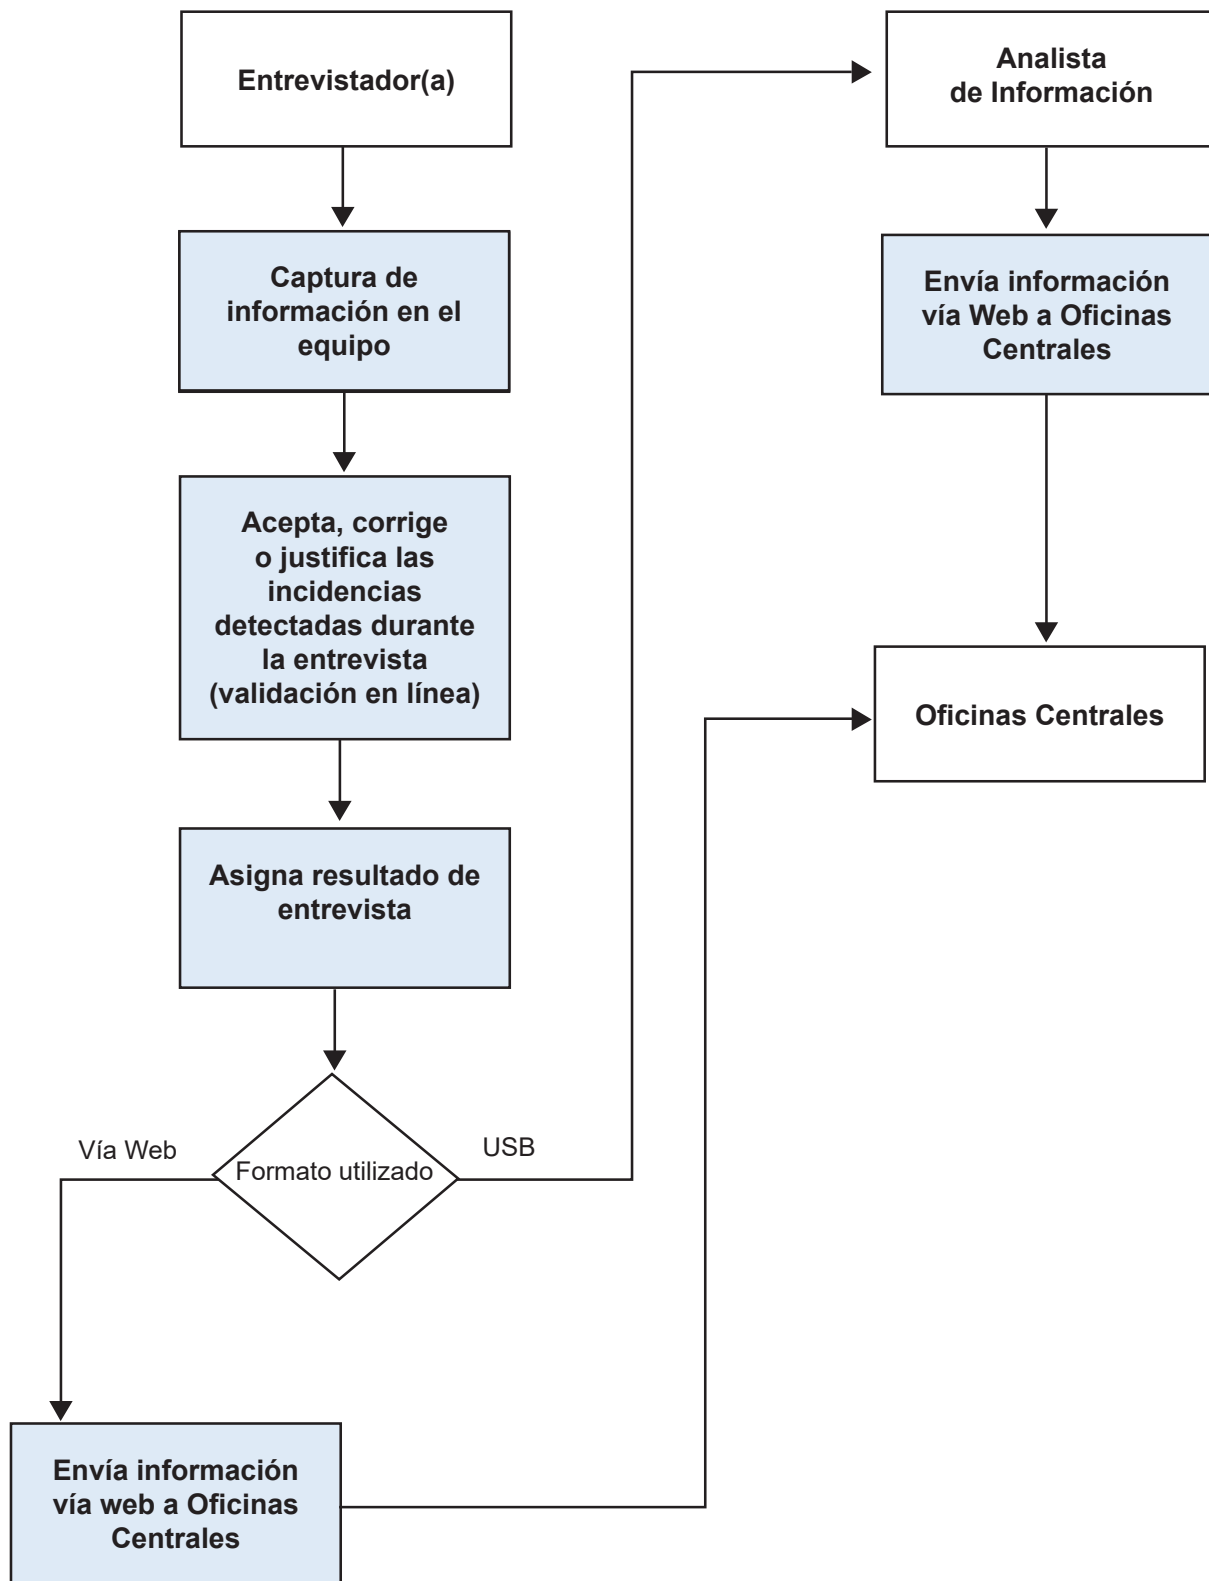 Entrevistador(a)
Captura de
información en el
equipo
Acepta, corrige
o justifica las
incidencias
detectadas durante
la entrevista
(validación en línea)
Asigna resultado de
entrevista
Formato utilizado
Vía Web
USB
Envía información
vía web a Oficinas
Centrales
Analista
de Información
Envía información
vía Web a Oficinas
Centrales
Oficinas Centrales